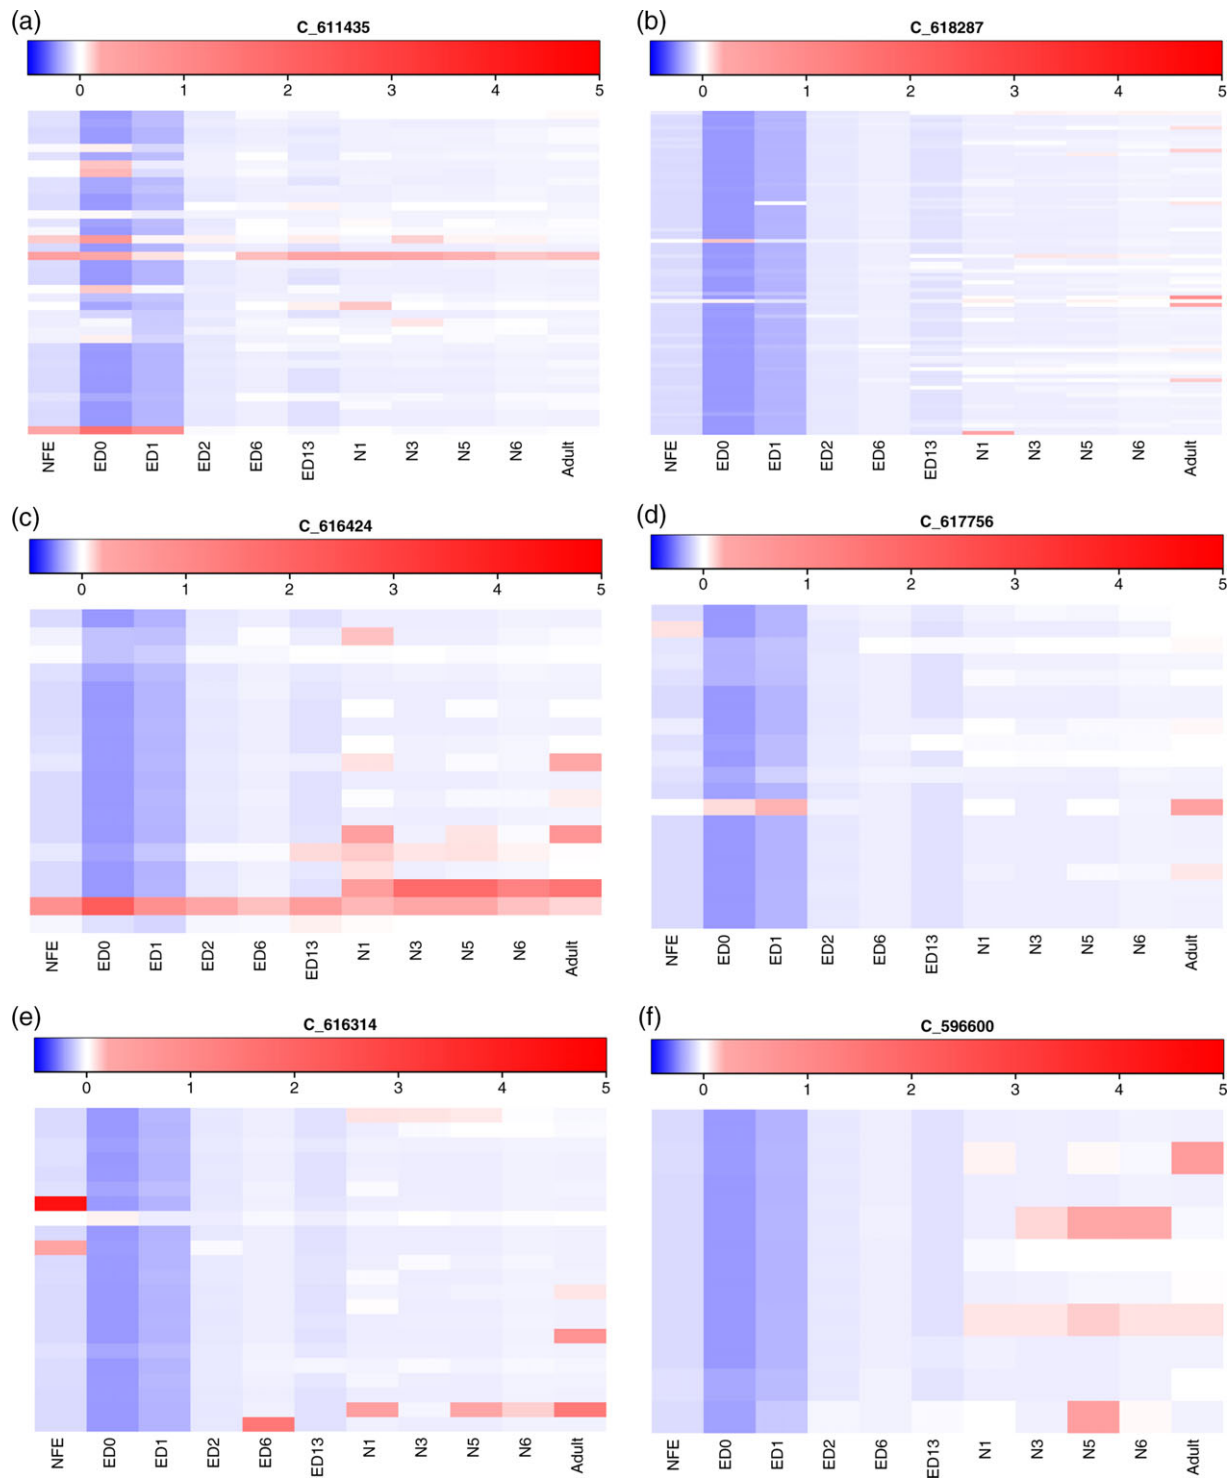 (a)
C_611435
0 1 2 3 4 5
NFE ED0 ED1 ED2 ED6 ED13 N1 N3 N5 N6 Adult
(b)
C_618287
0 1 2 3 4 5
NFE ED0 ED1 ED2 ED6 ED13 N1 N3 N5 N6 Adult
(c)
C_616424
0 1 2 3 4 5
NFE ED0 ED1 ED2 ED6 ED13 N1 N3 N5 N6 Adult
(d)
C_617756
0 1 2 3 4 5
NFE ED0 ED1 ED2 ED6 ED13 N1 N3 N5 N6 Adult
(e)
C_616314
0 1 2 3 4 5
NFE ED0 ED1 ED2 ED6 ED13 N1 N3 N5 N6 Adult
(f)
C_596600
0 1 2 3 4 5
NFE ED0 ED1 ED2 ED6 ED13 N1 N3 N5 N6 Adult